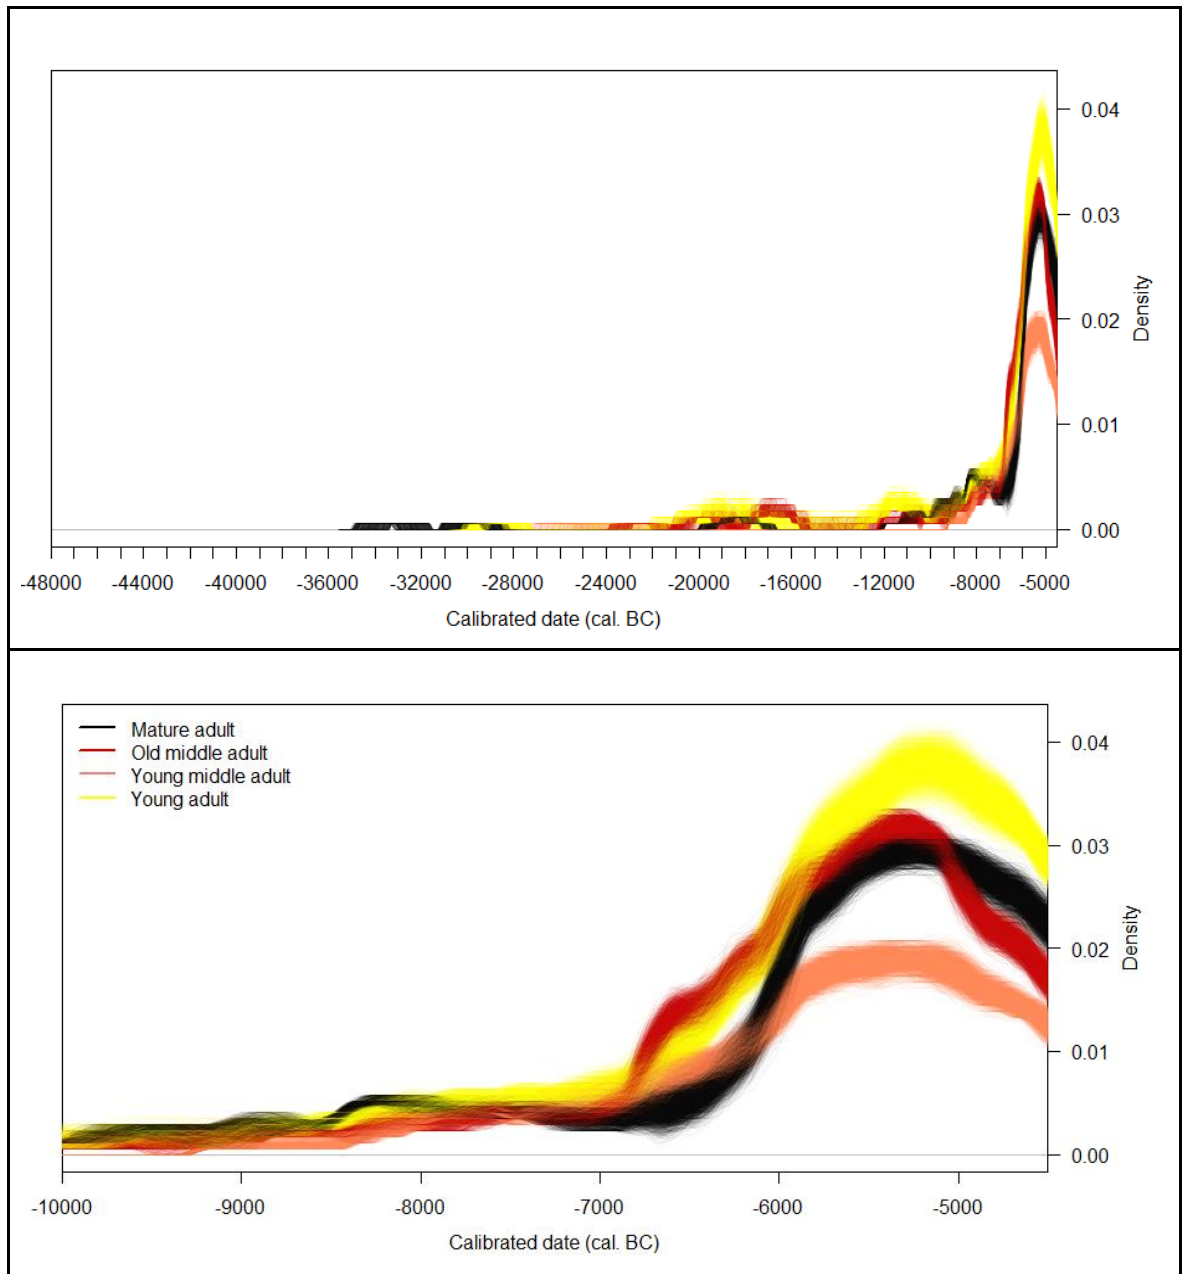 0.04
0.03
0.02
0.01
0.00
Density
-48000 -44000 -40000 -36000 -32000 -28000 -24000 -20000 -16000 -12000 -8000 -5000
Calibrated date (cal. BC)
Mature adult
Old middle adult
Young middle adult
Young adult
0.04
0.03
0.02
0.01
0.00
Density
-10000 -9000 -8000 -7000 -6000 -5000
Calibrated date (cal. BC)